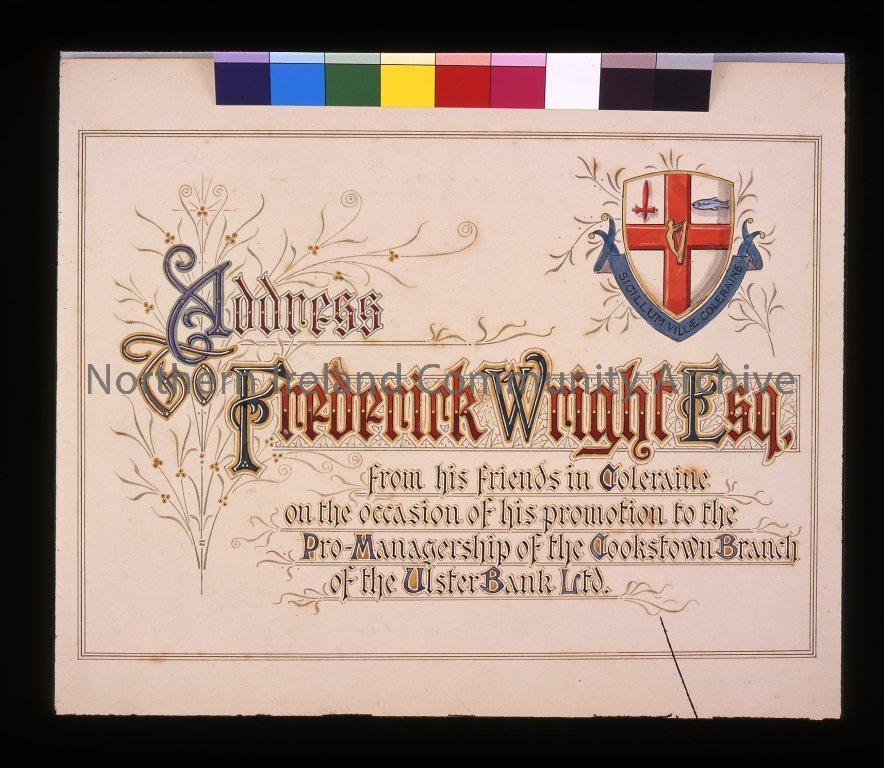 SIGILLUM VILLÆ COLERAINE
Address
To
Frederick Wright Esq.
from his friends in Coleraine
on the occasion of his promotion to the
Pro-Managership of the Cookstown Branch
of the Ulster Bank Ltd.
Northern Ireland Community Archive